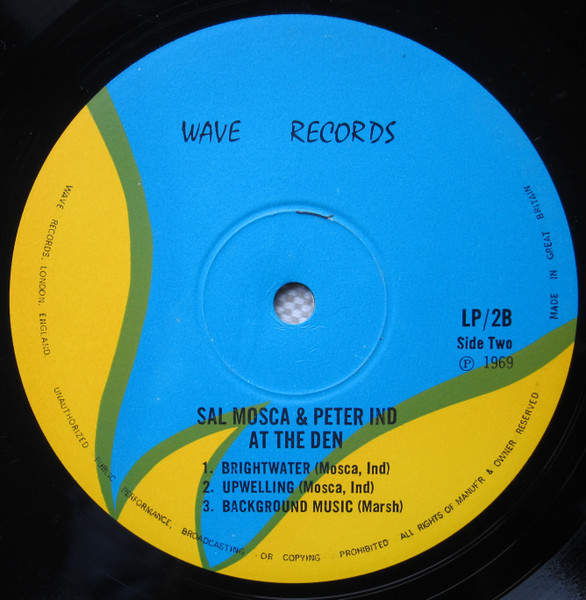 WAVE RECORDS
LP/2B
Side Two
Ⓟ 1969
SAL MOSCA & PETER IND
AT THE DEN
1. BRIGHTWATER (Mosca, Ind)
2. UPWELLING (Mosca, Ind)
3. BACKGROUND MUSIC (Marsh)
WAVE RECORDS. LONDON. ENGLAND.
UNAUTHORIZED PUBLIC PERFORMANCE, BROADCASTING OR COPYING PROHIBITED ALL RIGHTS OF MANUFR & OWNER RESERVED
MADE IN GREAT BRITAIN